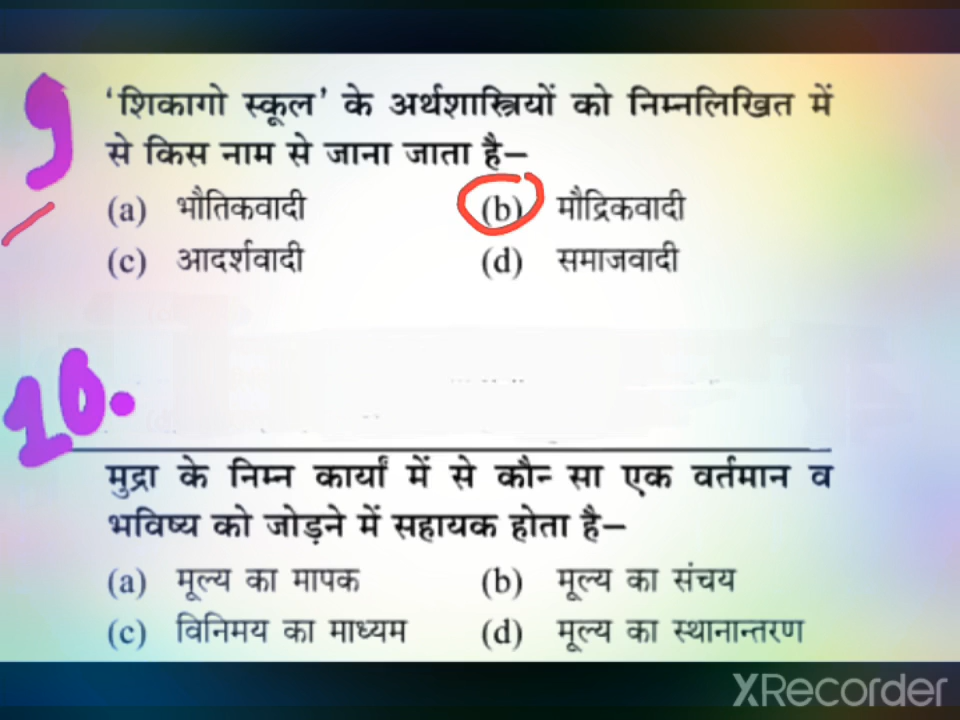 9
'शिकागो स्कूल' के अर्थशास्त्रियों को निम्नलिखित में
से किस नाम से जाना जाता है–
(a) भौतिकवादी (b) मौद्रिकवादी
(c) आदर्शवादी (d) समाजवादी
10.
मुद्रा के निम्न कार्यां में से कौन सा एक वर्तमान व
भविष्य को जोड़ने में सहायक होता है–
(a) मूल्य का मापक (b) मूल्य का संचय
(c) विनिमय का माध्यम (d) मूल्य का स्थानान्तरण
XRecorder